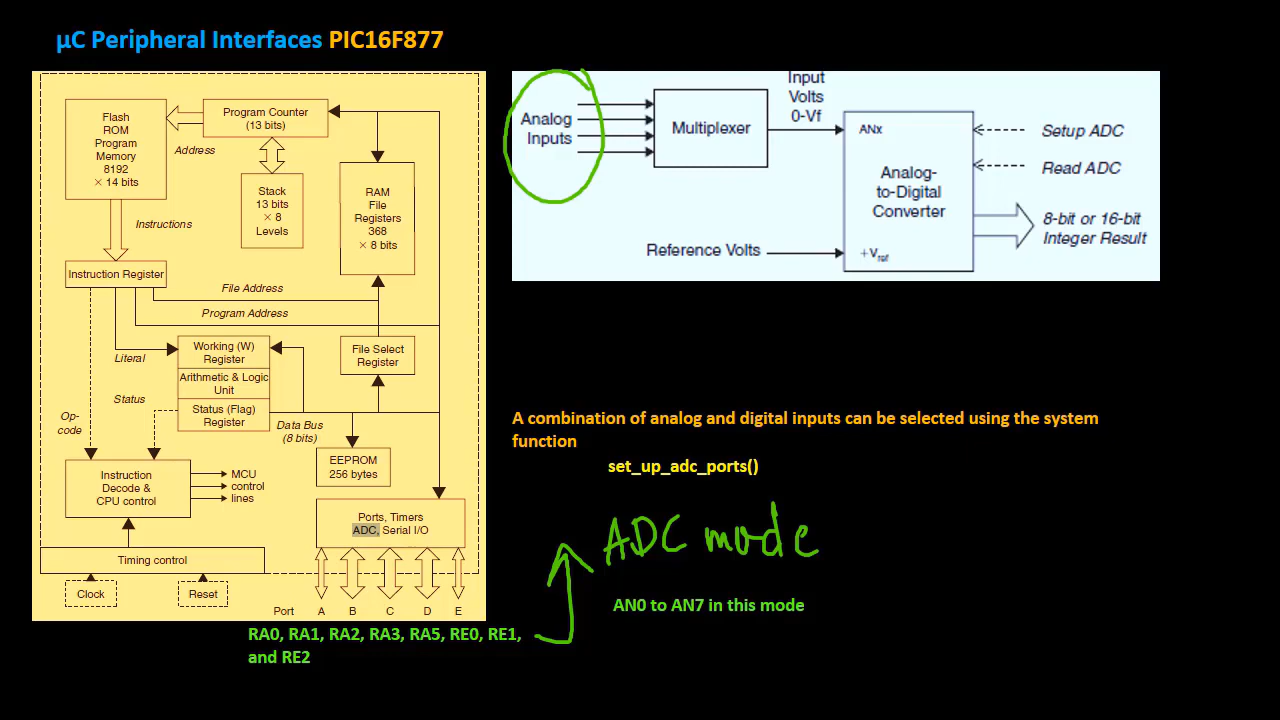 µC Peripheral Interfaces PIC16F877
Flash
ROM
Program
Memory
8192
× 14 bits
Program Counter
(13 bits)
Address
Stack
13 bits
× 8
Levels
RAM
File
Registers
368
× 8 bits
Instructions
Instruction Register
File Address
Program Address
Literal
Working (W)
Register
Arithmetic & Logic
Unit
Status (Flag)
Register
File Select
Register
Status
Op-
code
Data Bus
(8 bits)
Instruction
Decode &
CPU control
MCU
control
lines
EEPROM
256 bytes
Ports, Timers
ADC, Serial I/O
Timing control
Clock
Reset
Port A B C D E
RA0, RA1, RA2, RA3, RA5, RE0, RE1,
and RE2
Analog
Inputs
Multiplexer
Input
Volts
0-Vf
ANx
Analog-
to-Digital
Converter
Setup ADC
Read ADC
8-bit or 16-bit
Integer Result
Reference Volts
+Vref
A combination of analog and digital inputs can be selected using the system
function
set_up_adc_ports()
ADC mode
AN0 to AN7 in this mode